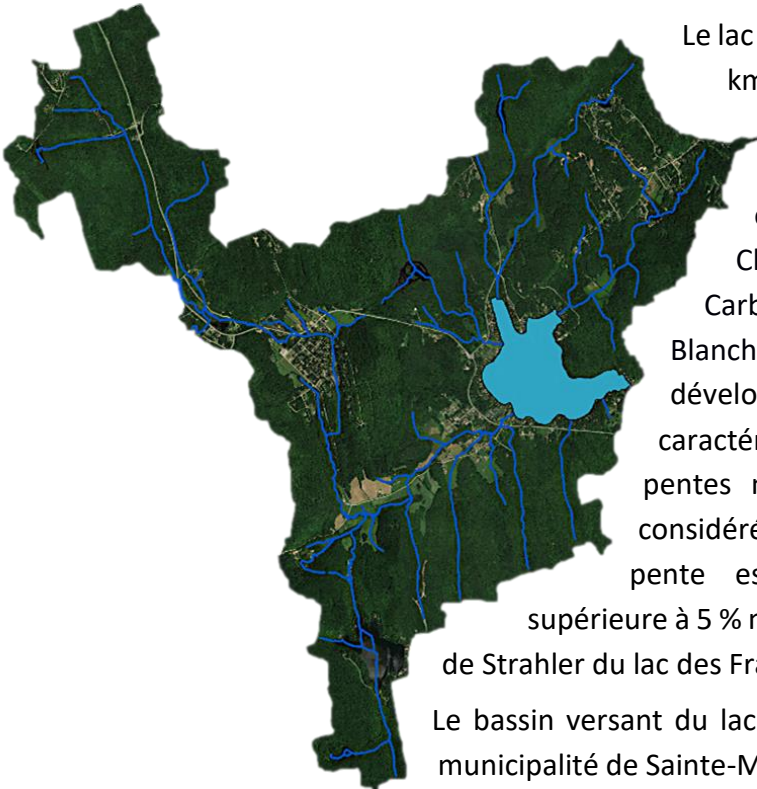 Le lac
km
Cl
Carb
Blanch
dévelo
caracté
pentes
considéré
pente es
supérieure à 5 %
de Strahler du lac des Fra
Le bassin versant du lac
municipalité de Sainte-M